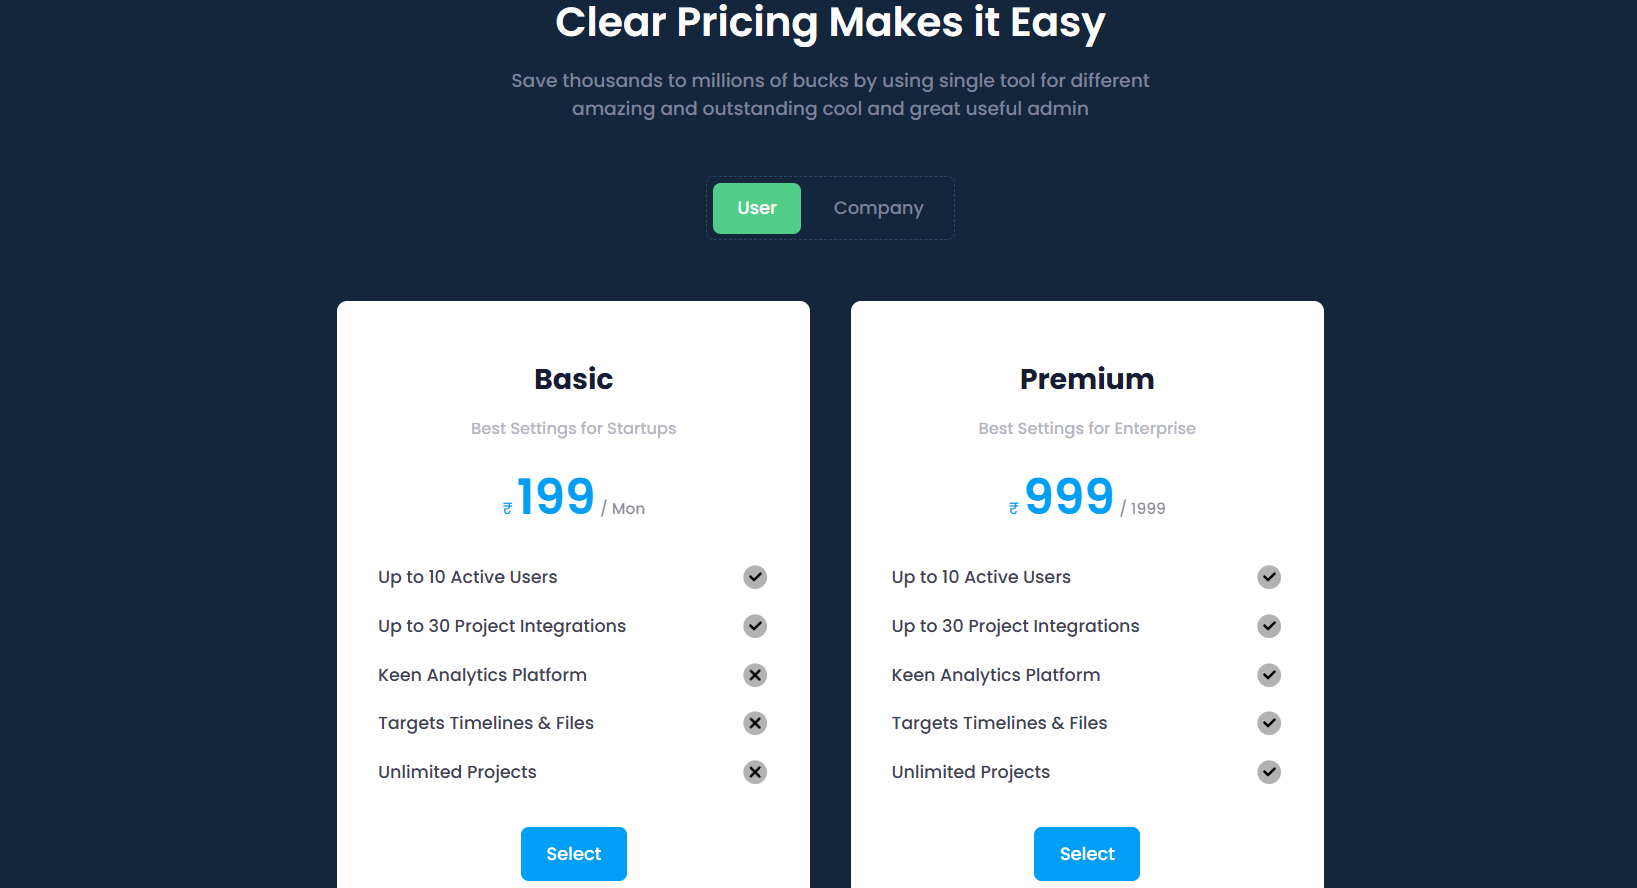 Clear Pricing Makes it Easy
Save thousands to millions of bucks by using single tool for different
amazing and outstanding cool and great useful admin
User
Company
Basic
Best Settings for Startups
₹ 199 / Mon
Up to 10 Active Users
Up to 30 Project Integrations
Keen Analytics Platform
Targets Timelines & Files
Unlimited Projects
Select
Premium
Best Settings for Enterprise
₹ 999 / 1999
Up to 10 Active Users
Up to 30 Project Integrations
Keen Analytics Platform
Targets Timelines & Files
Unlimited Projects
Select